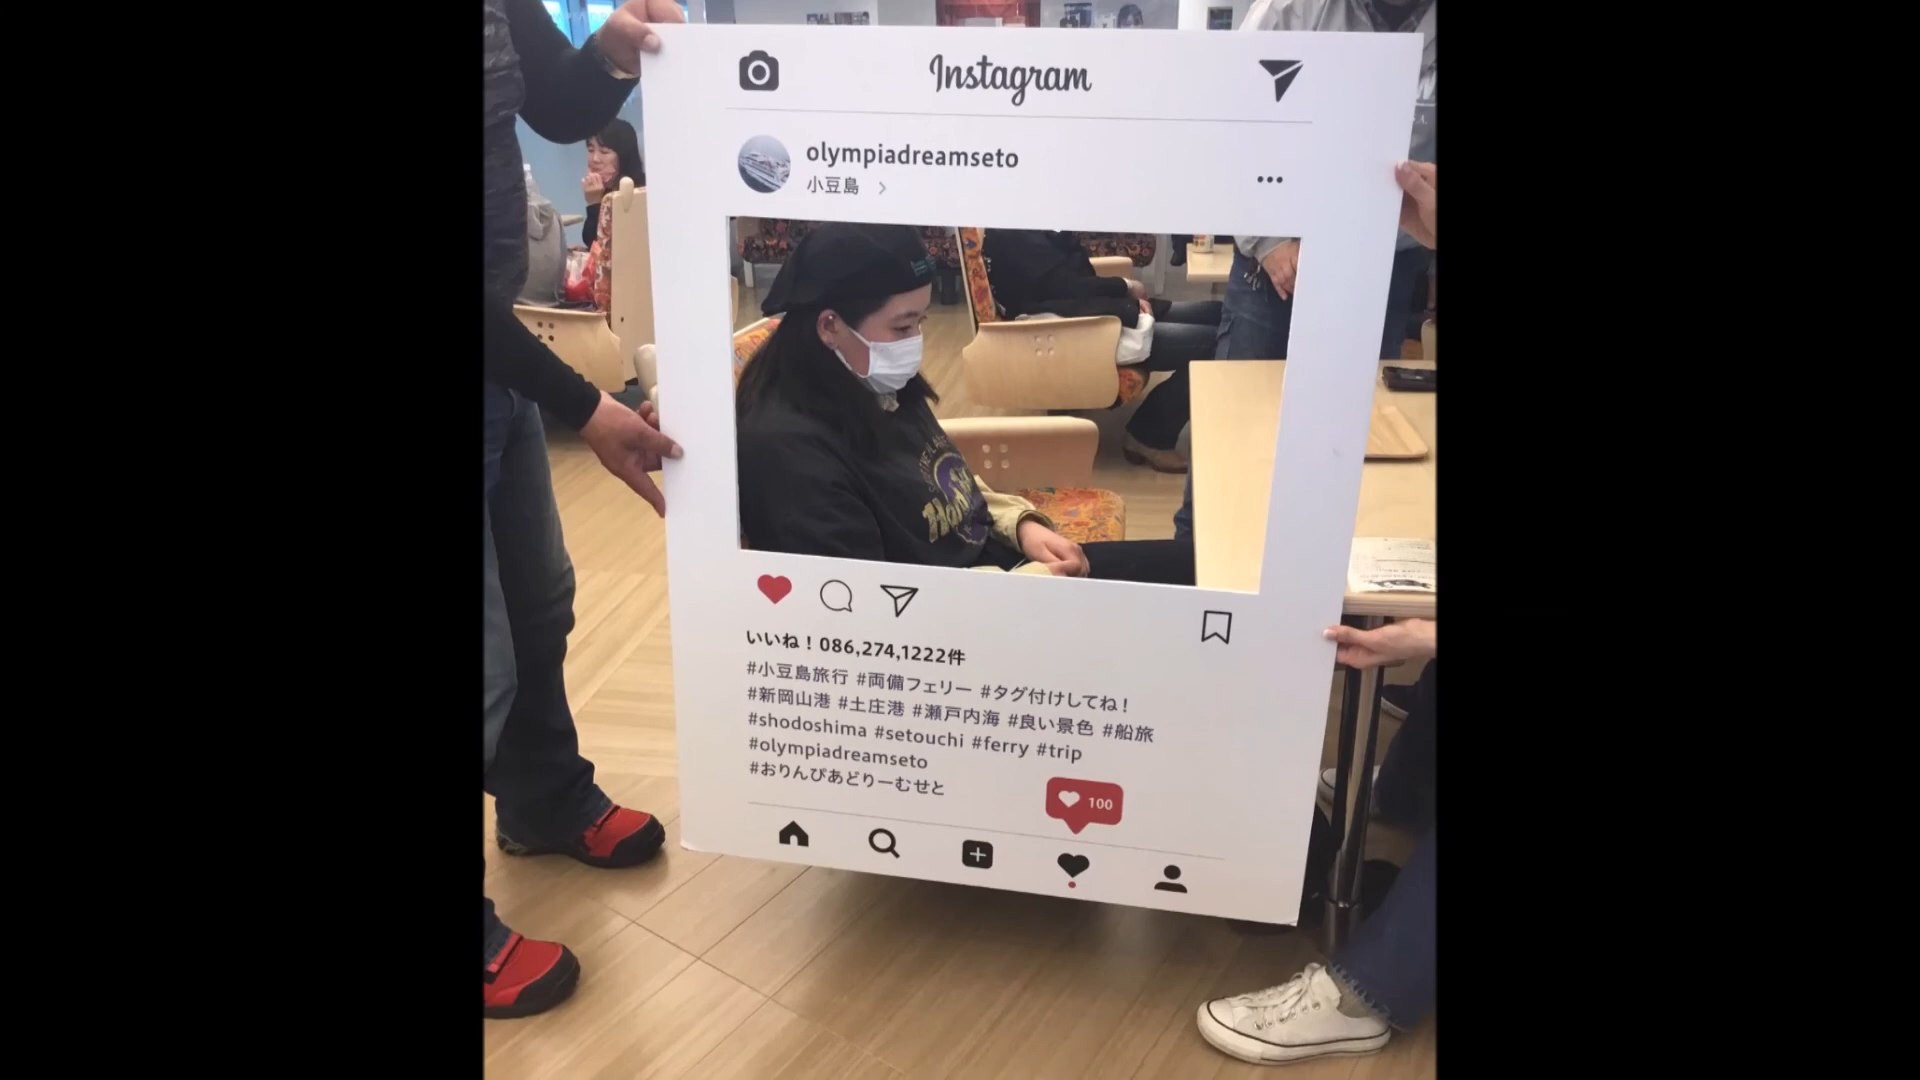 Instagram
olympiadreamseto
小豆島 >
いいね！086,274,1222件
#小豆島旅行 #両備フェリー #タグ付けしてね！
#新岡山港 #土庄港 #瀬戸内海 #良い景色 #船旅
#shodoshima #setouchi #ferry #trip
#olympiadreamseto
#おりんぴあどりーむせと
100